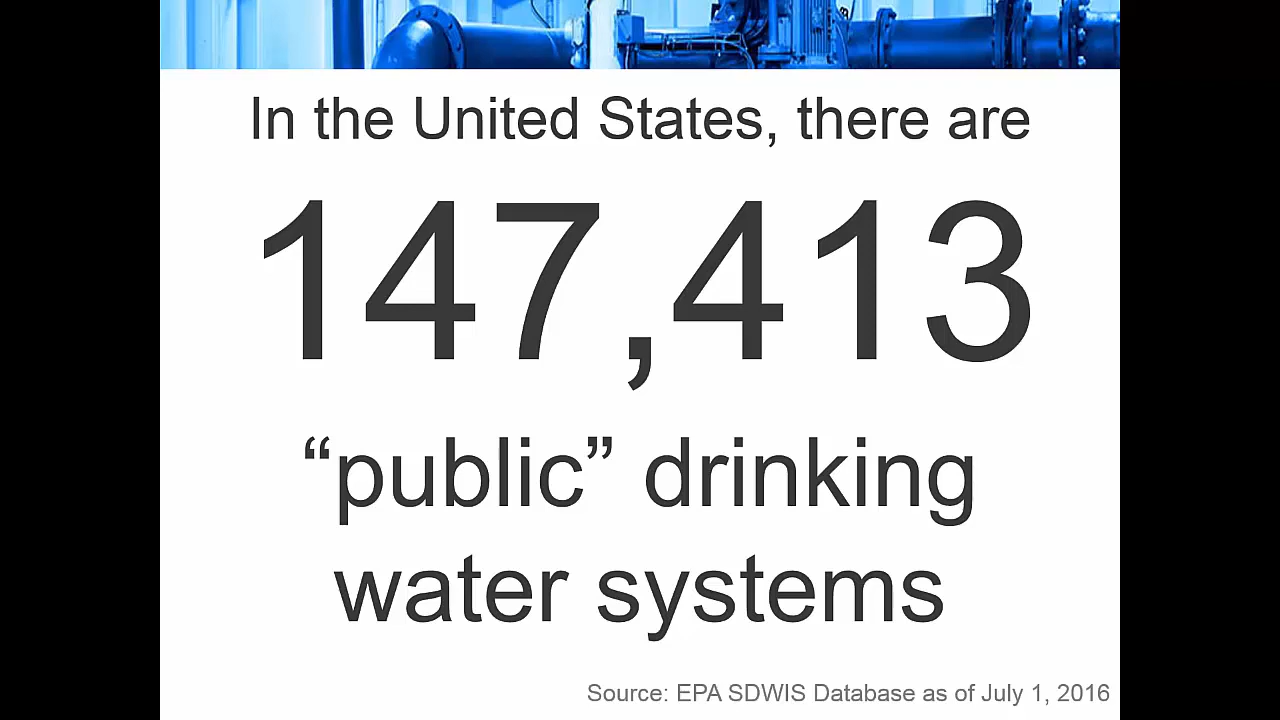 In the United States, there are
147,413
“public” drinking
water systems
Source: EPA SDWIS Database as of July 1, 2016